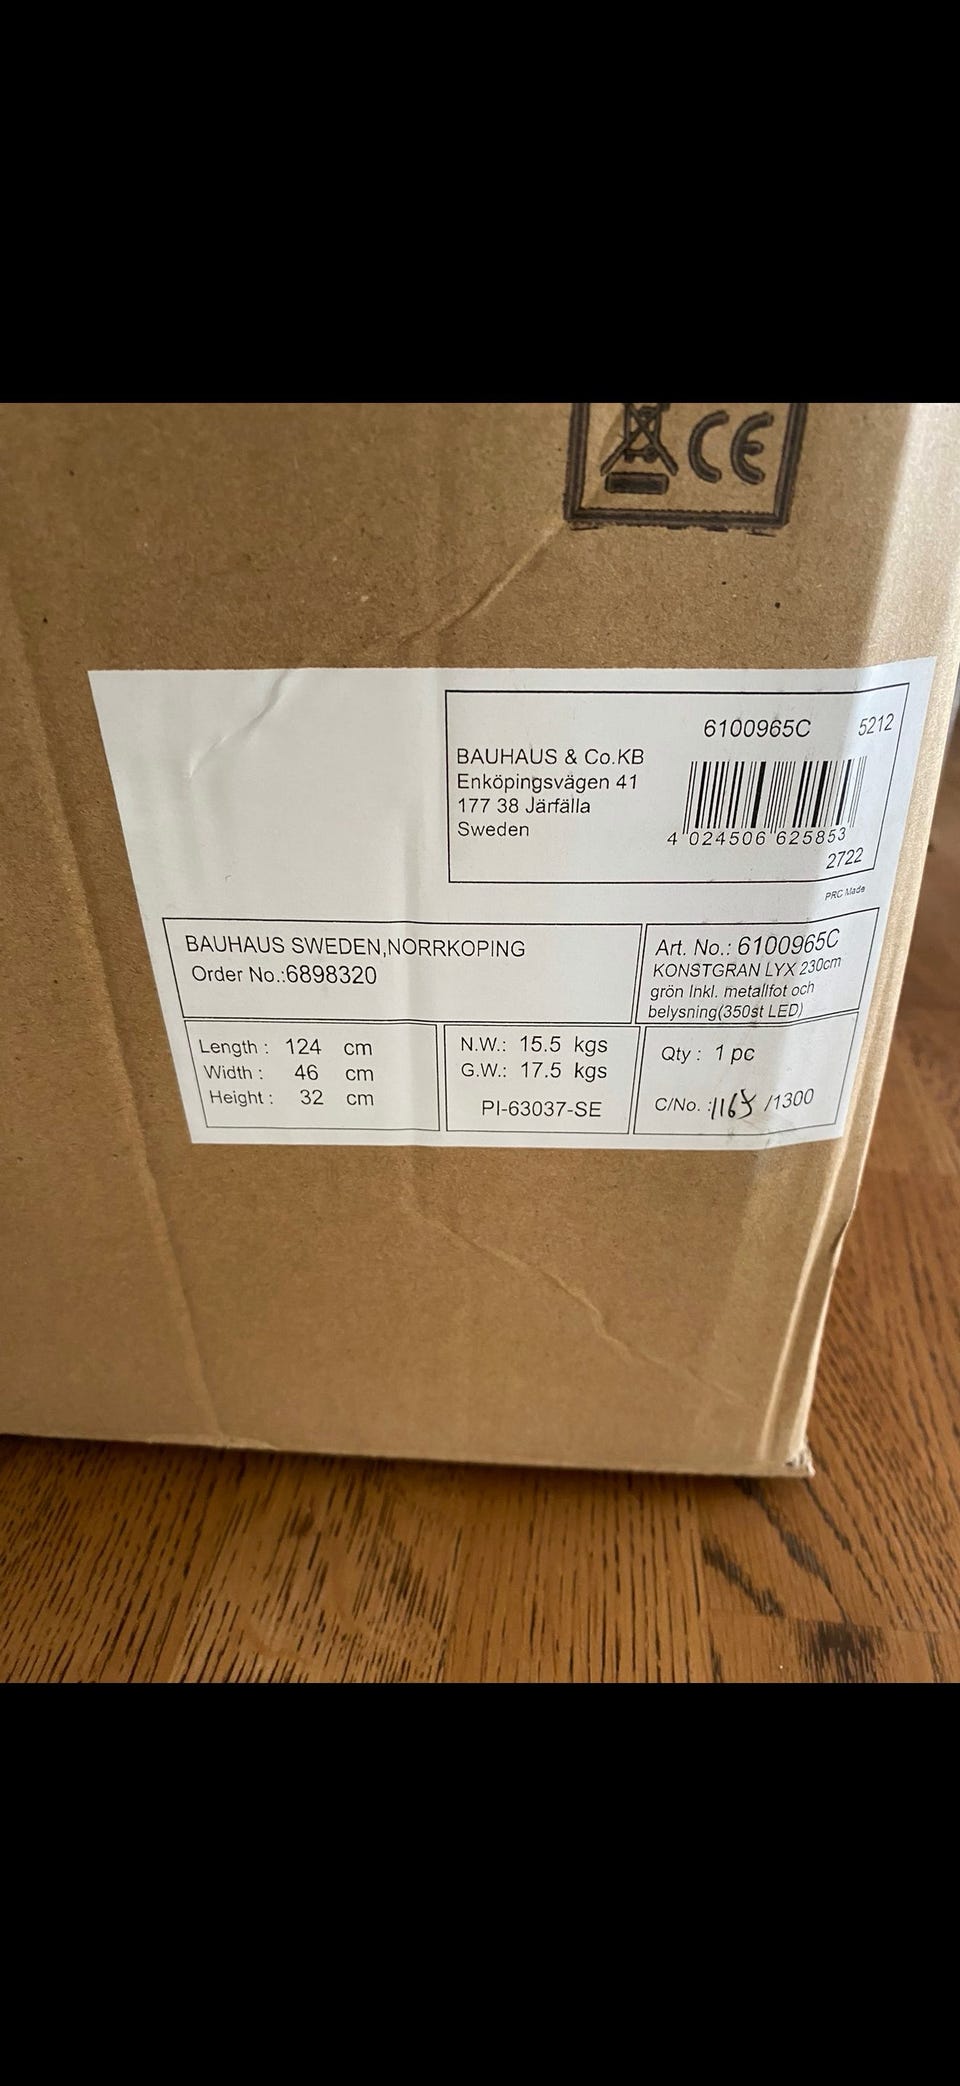 CE
6100965C 5212
BAUHAUS & Co.KB
Enköpingsvägen 41
177 38 Järfälla
Sweden
4 024506 625853
2722
PRC Made
BAUHAUS SWEDEN,NORRKOPING
Order No.:6898320
Art. No.: 6100965C
KONSTGRAN LYX 230cm
grön Inkl. metallfot och
belysning(350st LED)
Length : 124 cm
Width : 46 cm
Height : 32 cm
N.W.: 15.5 kgs
G.W.: 17.5 kgs
PI-63037-SE
Qty : 1 pc
C/No. :1165 /1300